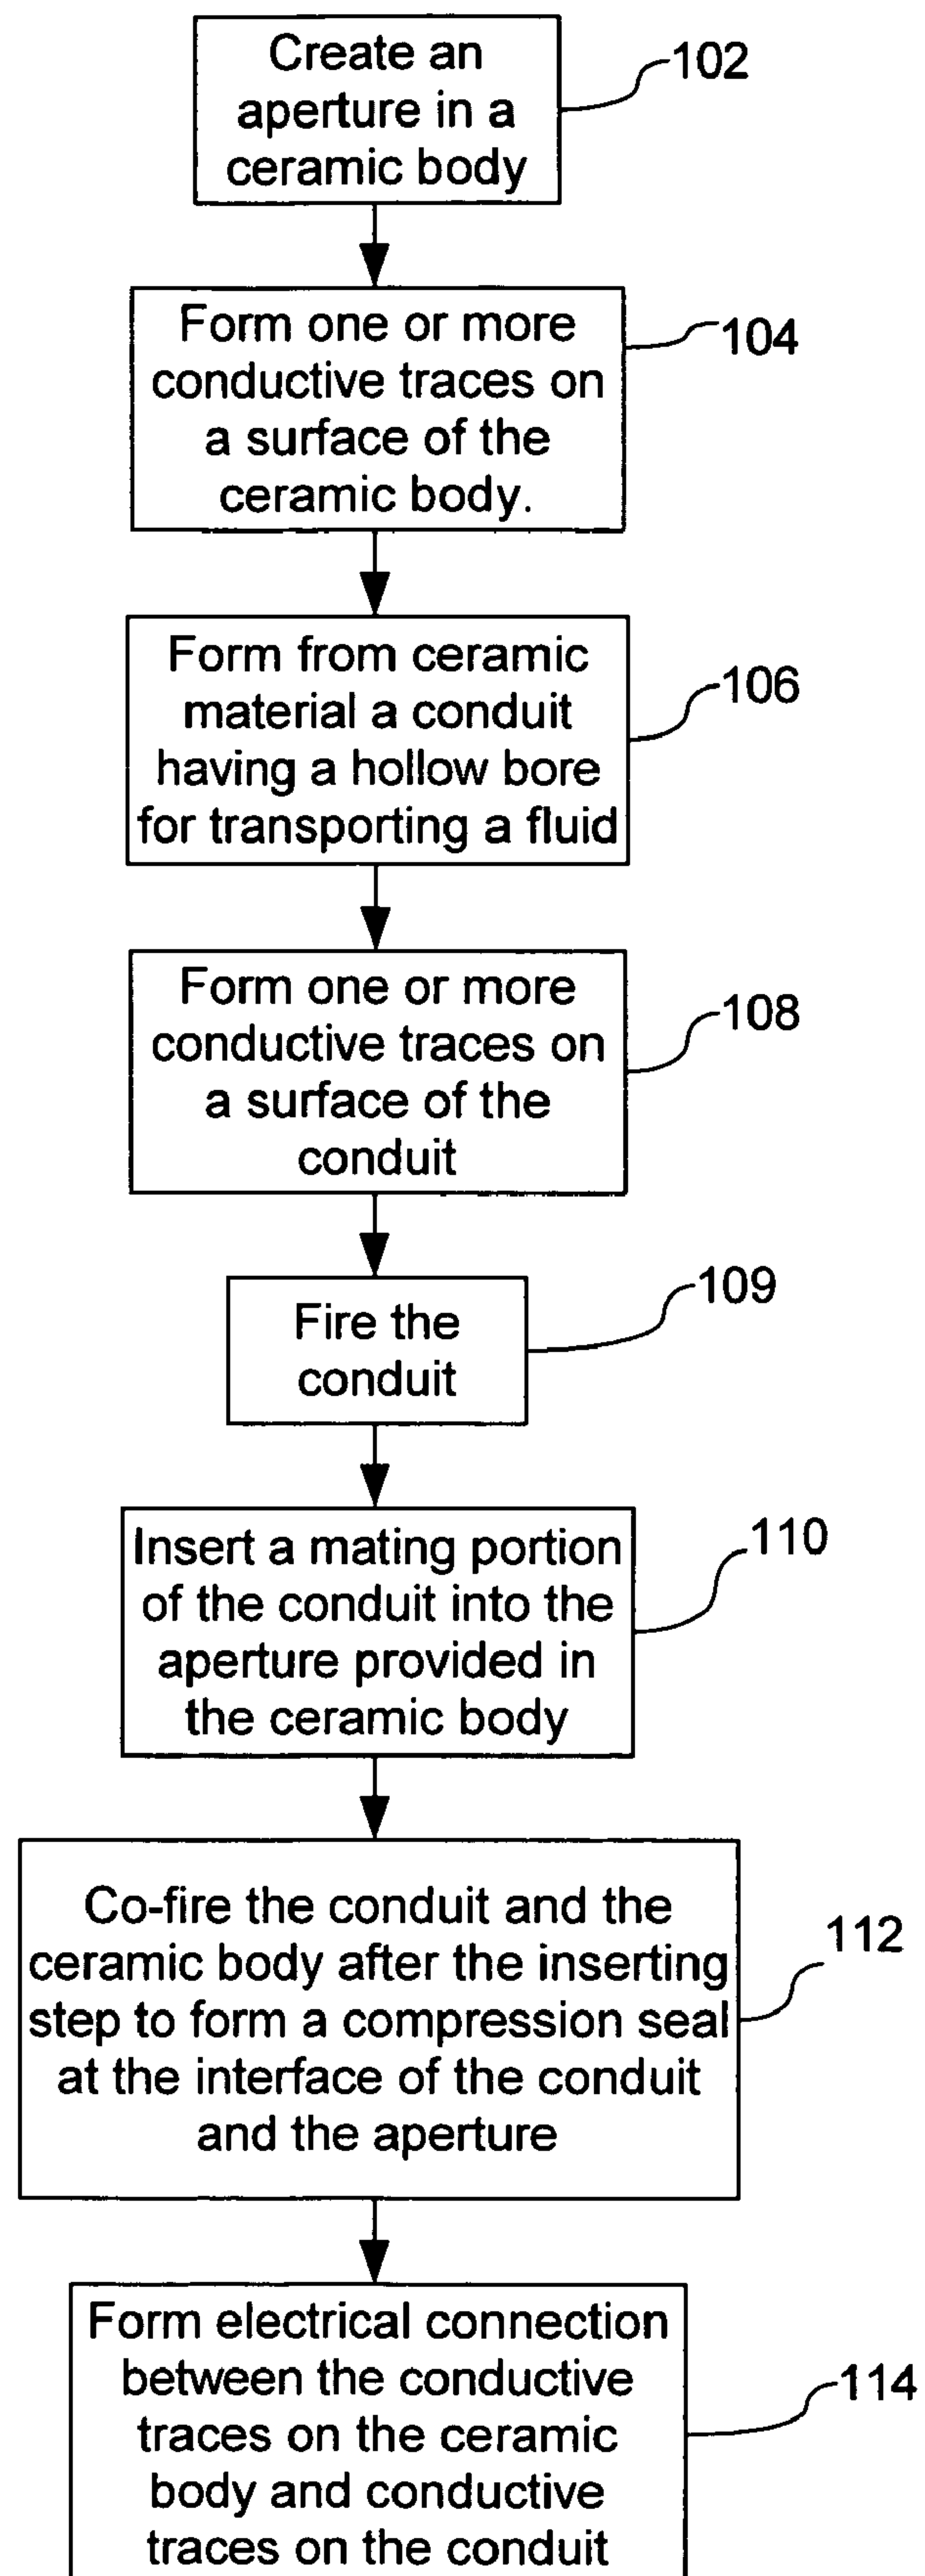 Create an
aperture in a
ceramic body
102
Form one or more
conductive traces on
a surface of the
ceramic body.
104
Form from ceramic
material a conduit
having a hollow bore
for transporting a fluid
106
Form one or more
conductive traces on
a surface of the
conduit
108
Fire the
conduit
109
Insert a mating portion
of the conduit into the
aperture provided in
the ceramic body
110
Co-fire the conduit and the
ceramic body after the inserting
step to form a compression seal
at the interface of the conduit
and the aperture
112
Form electrical connection
between the conductive
traces on the ceramic
body and conductive
traces on the conduit
114